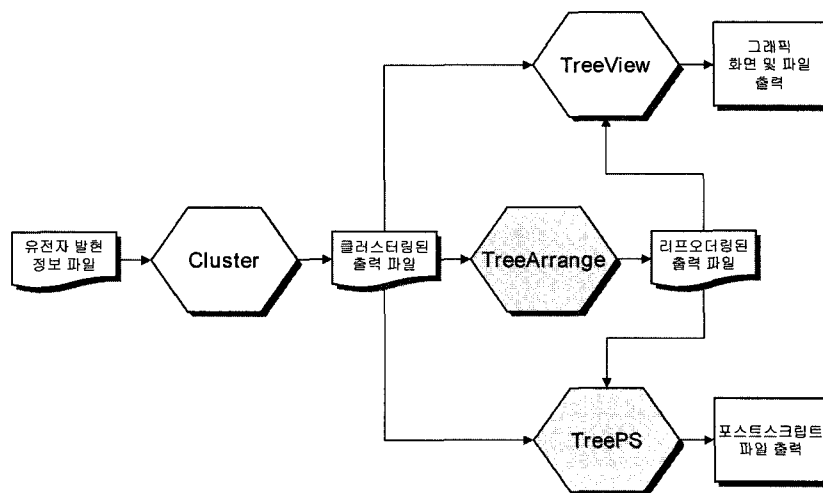 그래픽
화면 및 파일
출력
TreeView
유전자 발현
정보 파일
Cluster
클러스터링된
출력 파일
TreeArrange
리프오더링된
출력 파일
TreePS
포스트스크립트
파일 출력